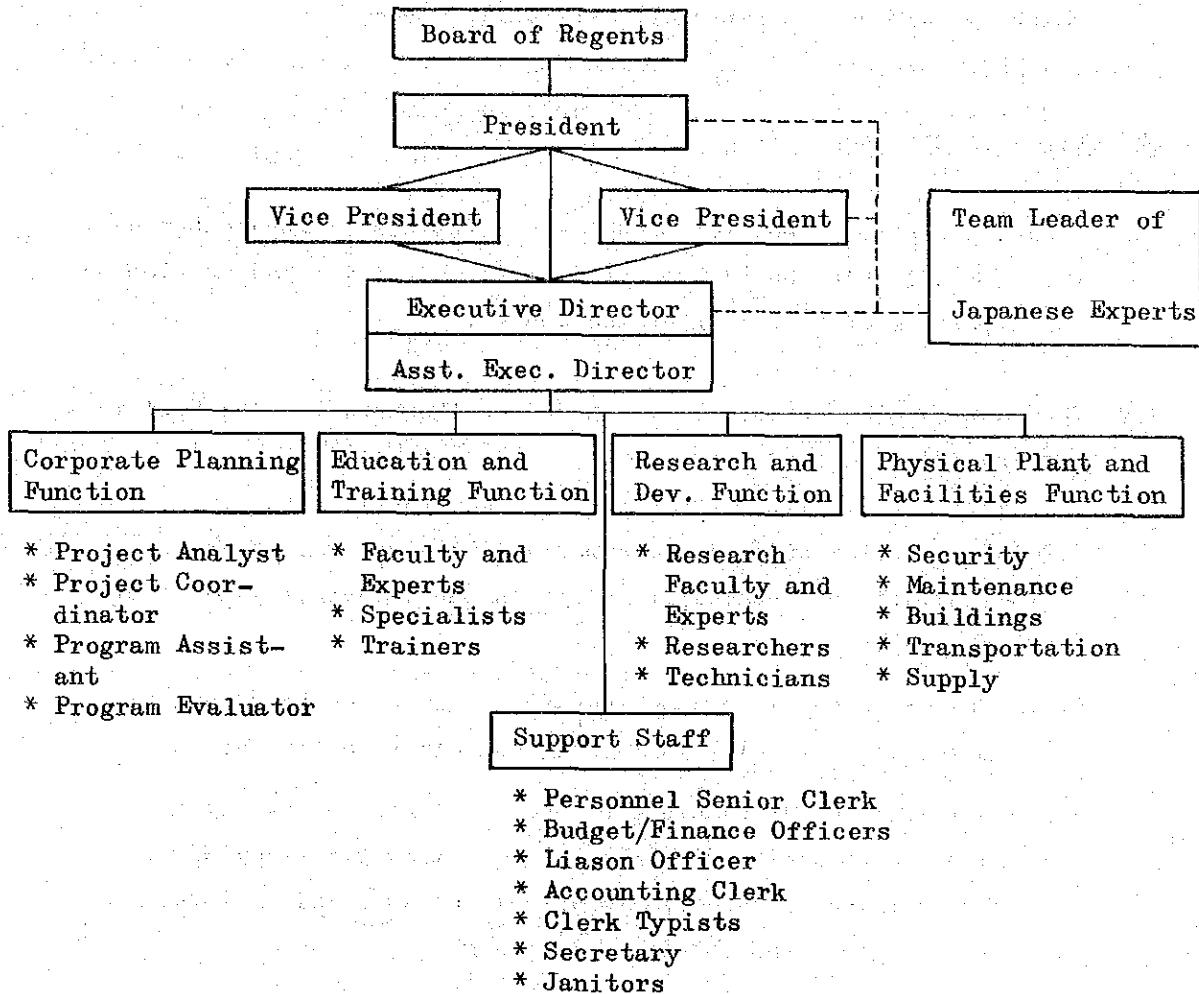 Board of Regents
President
Vice President
Vice President
Team Leader of
Japanese Experts
Executive Director
Asst. Exec. Director
Corporate Planning
Function
* Project Analyst
* Project Coor-
dinator
* Program Assist-
ant
* Program Evaluator
Education and
Training Function
* Faculty and
Experts
* Specialists
* Trainers
Research and
Dev. Function
* Research
Faculty and
Experts
* Researchers
* Technicians
Physical Plant and
Facilities Function
* Security
* Maintenance
* Buildings
* Transportation
* Supply
Support Staff
* Personnel Senior Clerk
* Budget/Finance Officers
* Liason Officer
* Accounting Clerk
* Clerk Typists
* Secretary
* Janitors